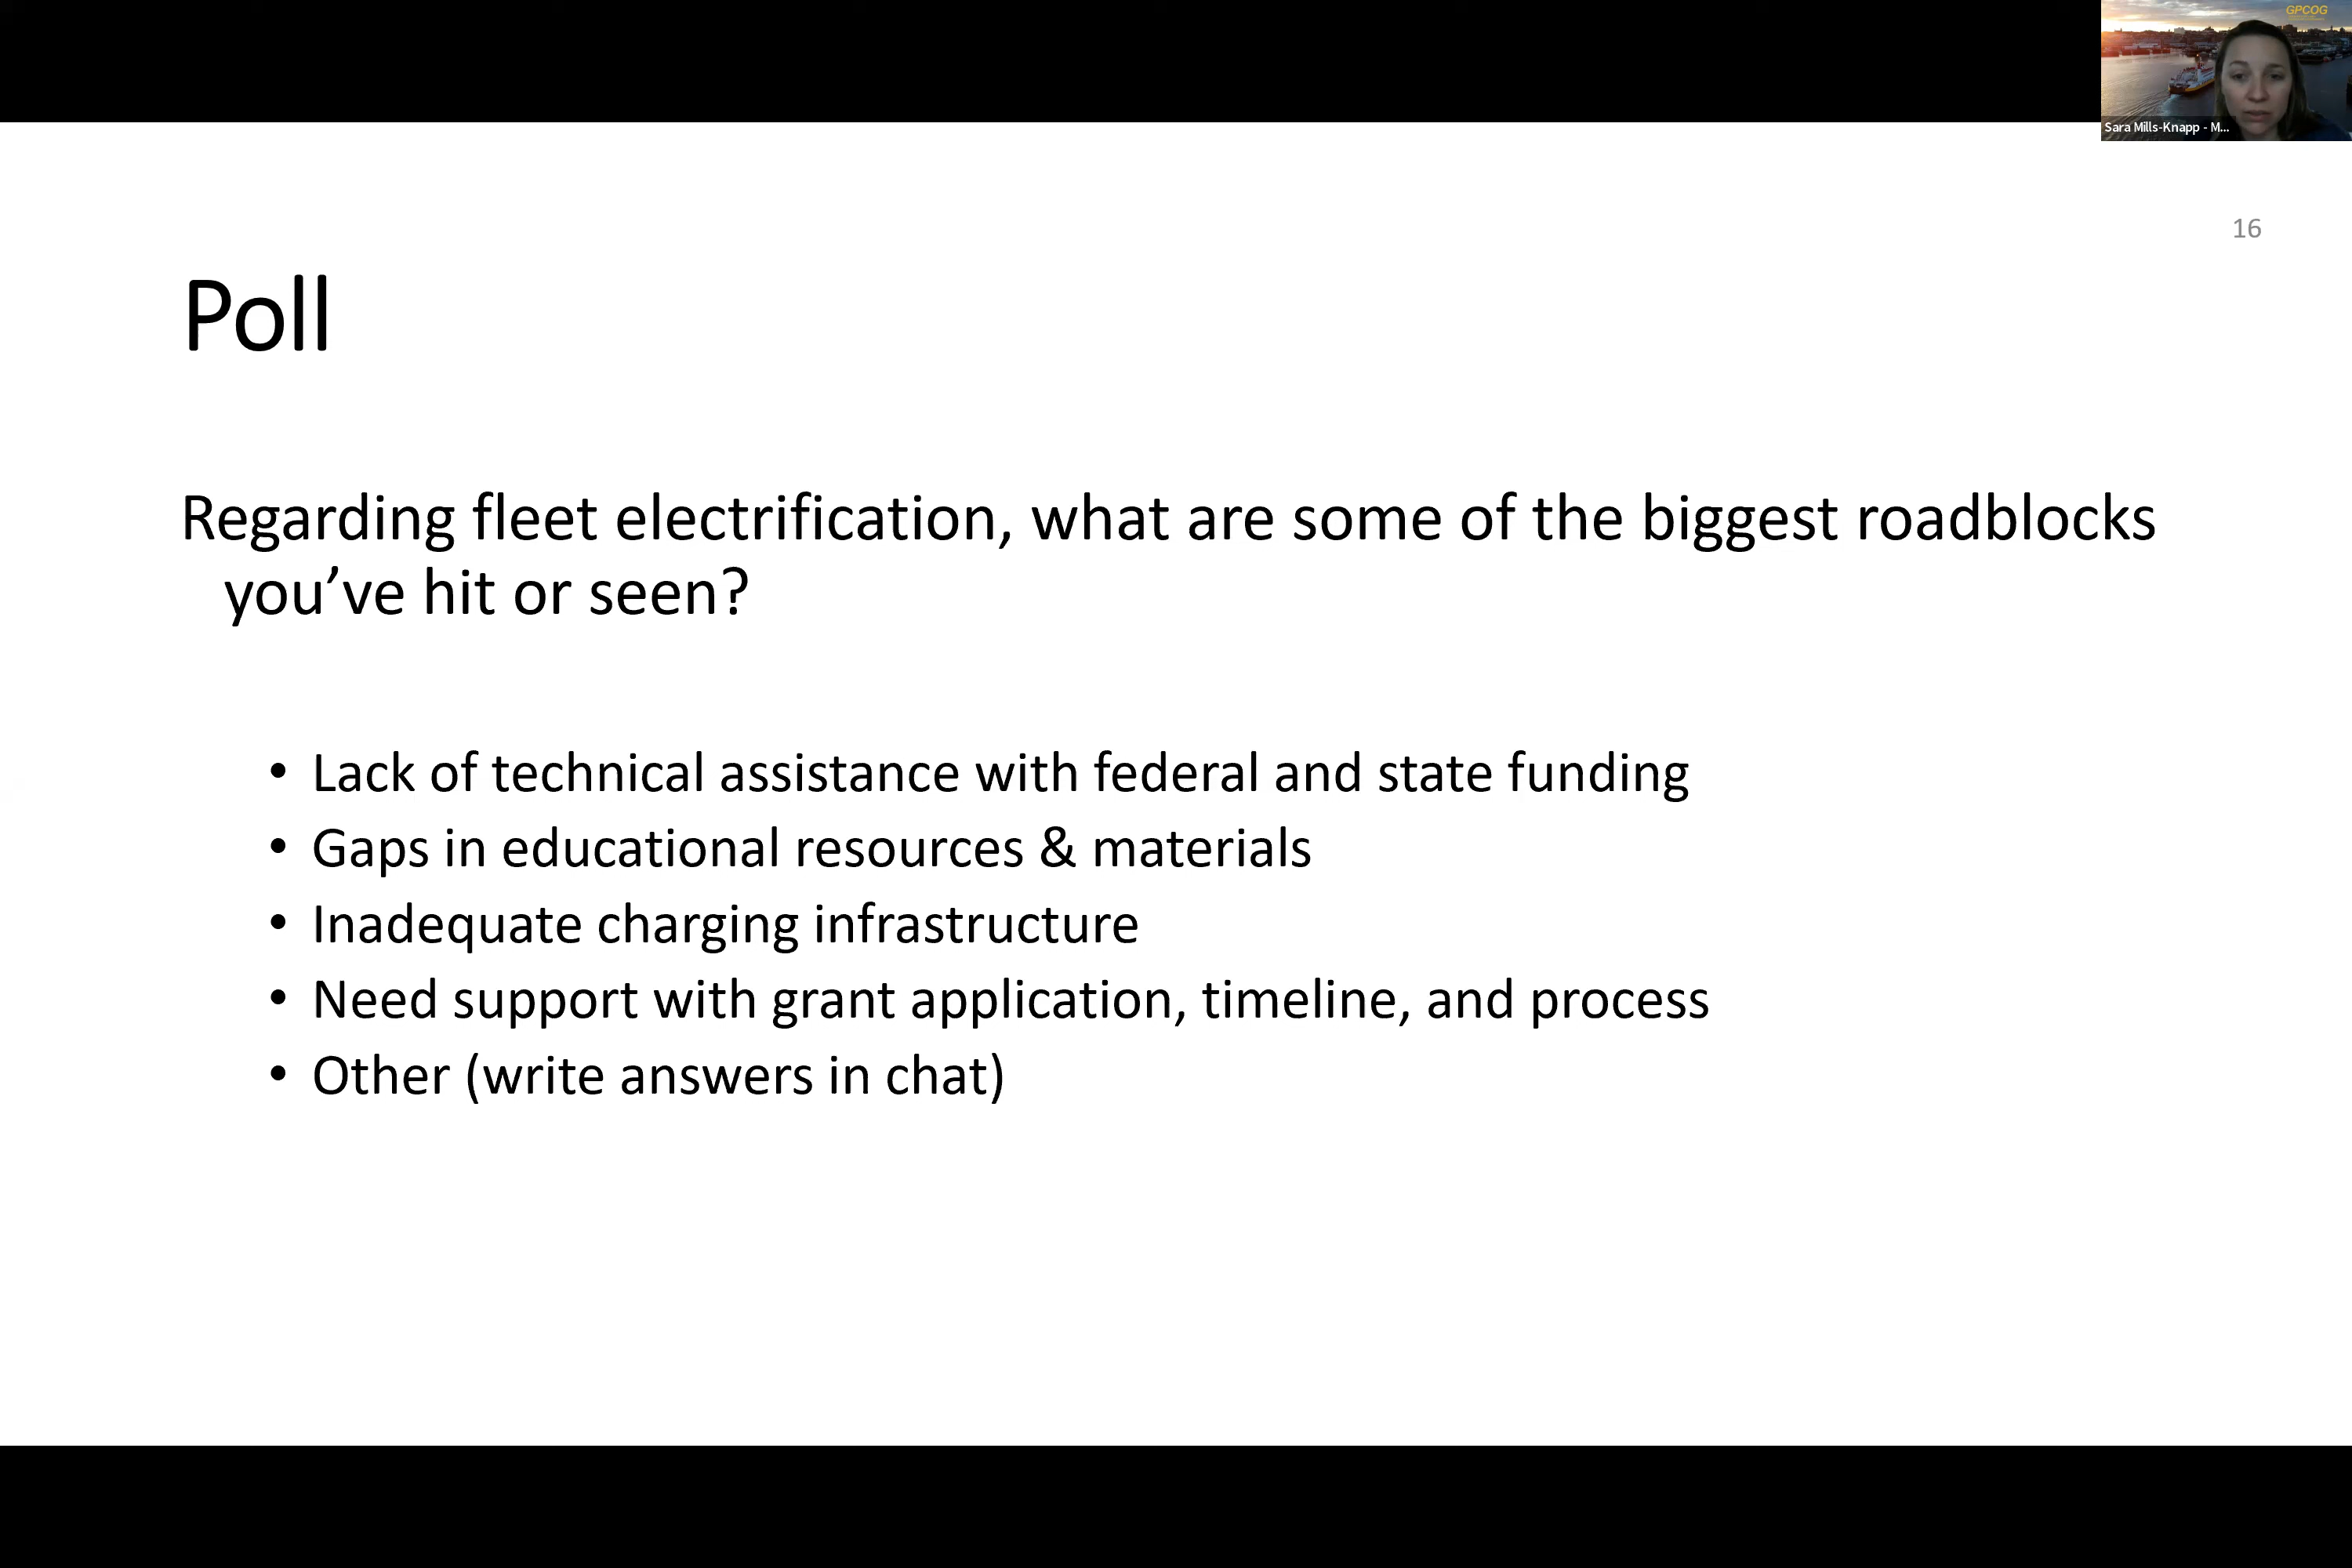 GPCOG
Sara Mills-Knapp - M...
16
Poll
Regarding fleet electrification, what are some of the biggest roadblocks
you’ve hit or seen?
• Lack of technical assistance with federal and state funding
• Gaps in educational resources & materials
• Inadequate charging infrastructure
• Need support with grant application, timeline, and process
• Other (write answers in chat)